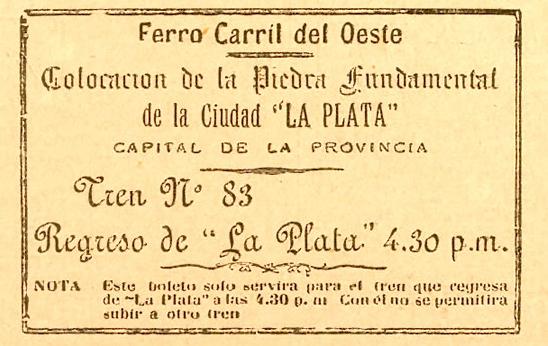 Ferro Carril del Oeste
Colocacion de la Piedra Fundamental
de la Ciudad "LA PLATA"
CAPITAL DE LA PROVINCIA
Tren Nº 83
Regreso de "La Plata" 4.30 p.m.
NOTA Este boleto solo servira para el tren que regresa
de "La Plata" a las 4.30 p. m Con él no se permitira
subir a otro tren